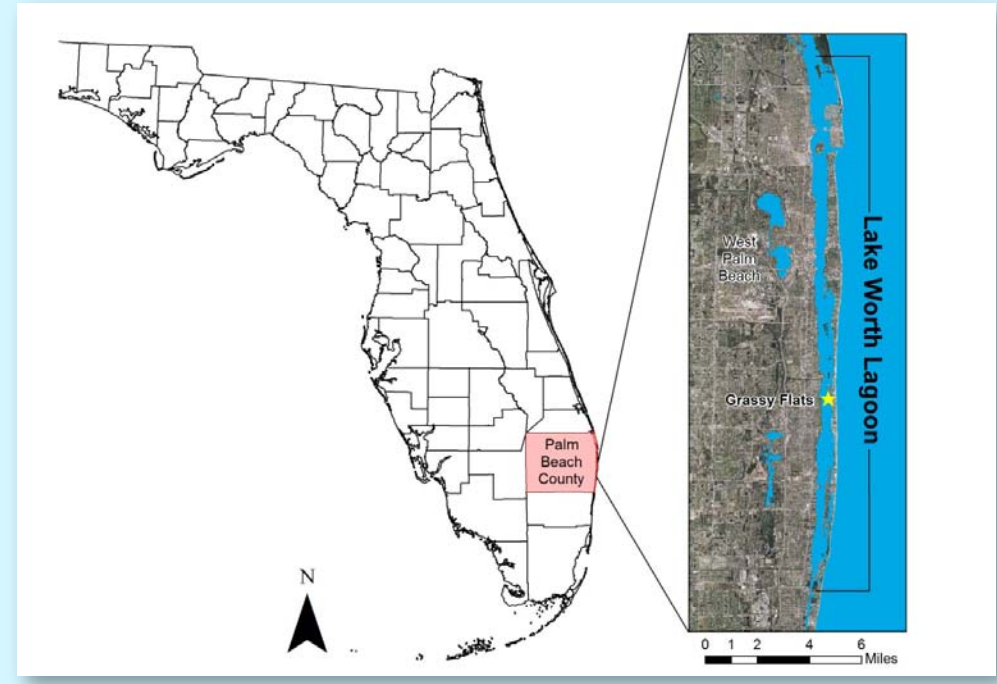 N
Palm
Beach
County
West
Palm
Beach
Grassy Flats
Lake Worth Lagoon
0 1 2 4 6
Miles